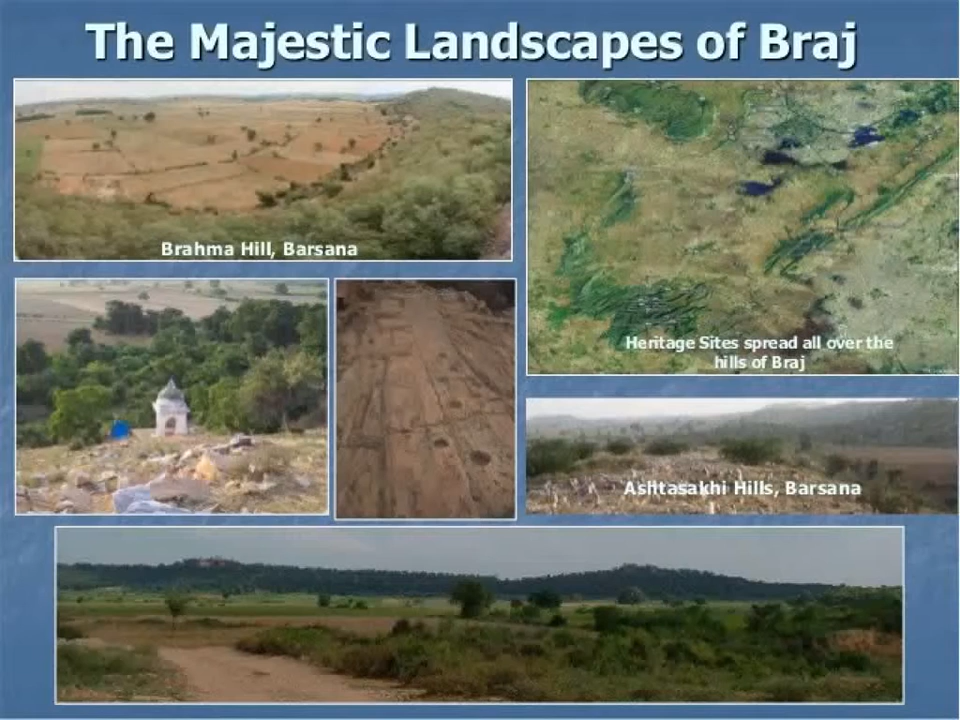 The Majestic Landscapes of Braj
Brahma Hill, Barsana
Heritage Sites spread all over the
hills of Braj
Ashtasakhi Hills, Barsana